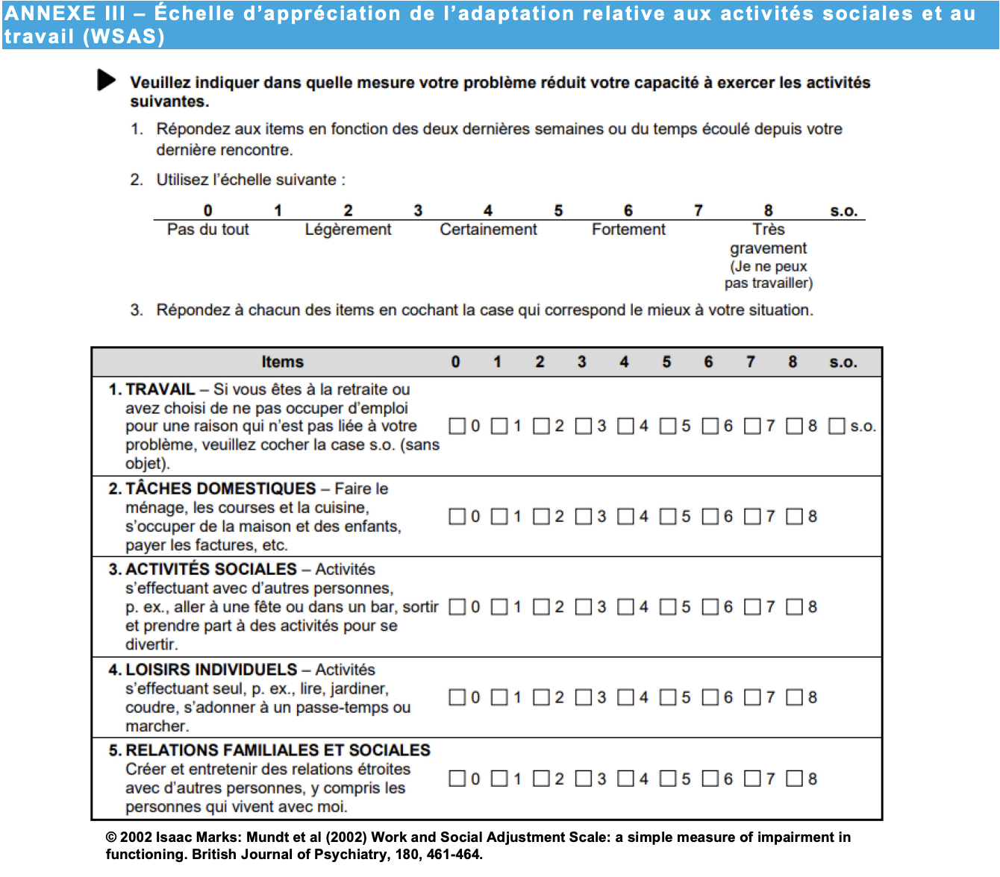 ANNEXE III – Échelle d’appréciation de l’adaptation relative aux activités sociales et au
travail (WSAS)
Veuillez indiquer dans quelle mesure votre problème réduit votre capacité à exercer les activités
suivantes.
1. Répondez aux items en fonction des deux dernières semaines ou du temps écoulé depuis votre
dernière rencontre.
2. Utilisez l’échelle suivante :
0 1 2 3 4 5 6 7 8 s.o.
Pas du tout Légèrement Certainement Fortement Très
gravement
(Je ne peux
pas travailler)
3. Répondez à chacun des items en cochant la case qui correspond le mieux à votre situation.
Items 0 1 2 3 4 5 6 7 8 s.o.
1. TRAVAIL – Si vous êtes à la retraite ou
avez choisi de ne pas occuper d’emploi
pour une raison qui n’est pas liée à votre
problème, veuillez cocher la case s.o. (sans
objet).
☐ 0 ☐ 1 ☐ 2 ☐ 3 ☐ 4 ☐ 5 ☐ 6 ☐ 7 ☐ 8 ☐ s.o.
2. TÂCHES DOMESTIQUES – Faire le
ménage, les courses et la cuisine,
s’occuper de la maison et des enfants,
payer les factures, etc.
☐ 0 ☐ 1 ☐ 2 ☐ 3 ☐ 4 ☐ 5 ☐ 6 ☐ 7 ☐ 8
3. ACTIVITÉS SOCIALES – Activités
s’effectuant avec d’autres personnes,
p. ex., aller à une fête ou dans un bar, sortir
et prendre part à des activités pour se
divertir.
☐ 0 ☐ 1 ☐ 2 ☐ 3 ☐ 4 ☐ 5 ☐ 6 ☐ 7 ☐ 8
4. LOISIRS INDIVIDUELS – Activités
s’effectuant seul, p. ex., lire, jardiner,
coudre, s’adonner à un passe-temps ou
marcher.
☐ 0 ☐ 1 ☐ 2 ☐ 3 ☐ 4 ☐ 5 ☐ 6 ☐ 7 ☐ 8
5. RELATIONS FAMILIALES ET SOCIALES
Créer et entretenir des relations étroites
avec d’autres personnes, y compris les
personnes qui vivent avec moi.
☐ 0 ☐ 1 ☐ 2 ☐ 3 ☐ 4 ☐ 5 ☐ 6 ☐ 7 ☐ 8
© 2002 Isaac Marks: Mundt et al (2002) Work and Social Adjustment Scale: a simple measure of impairment in
functioning. British Journal of Psychiatry, 180, 461-464.